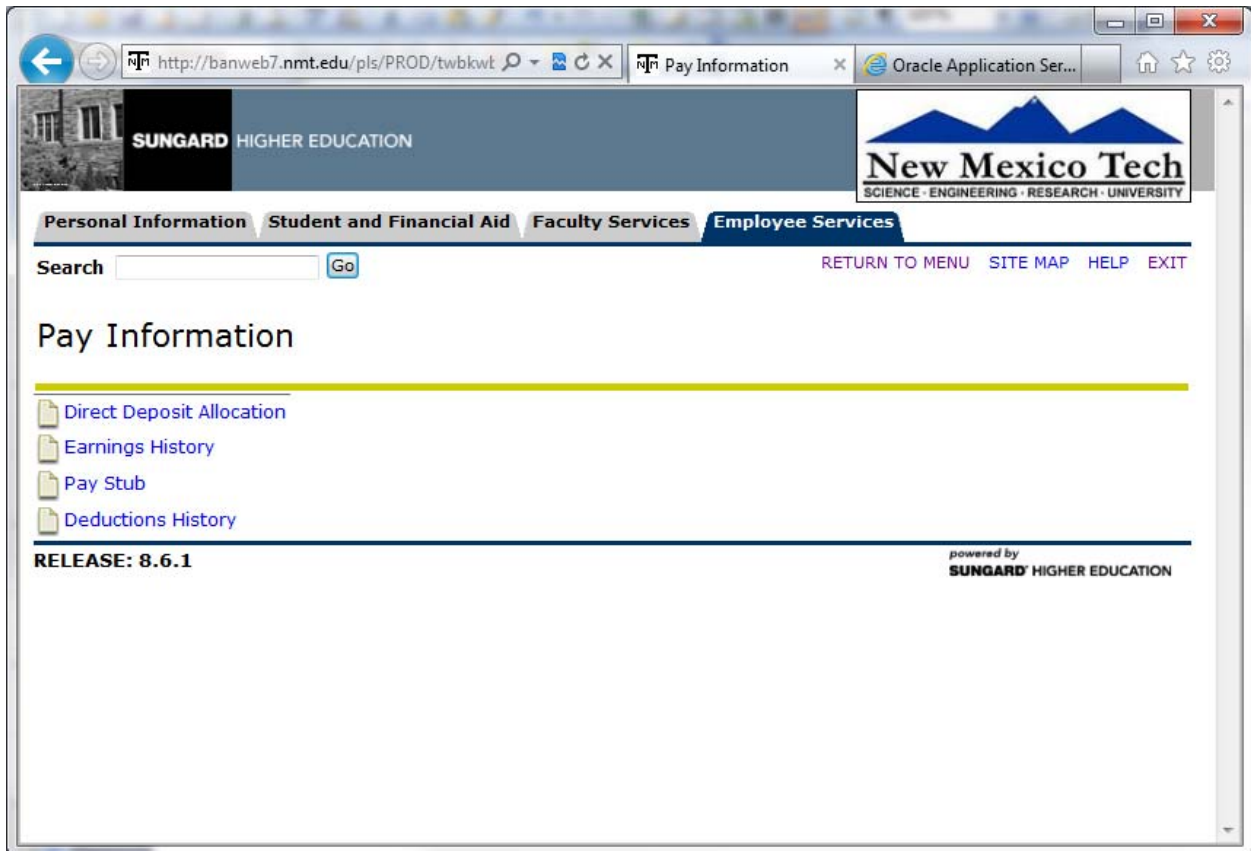 http://banweb7.nmt.edu/pls/PROD/twbkwb
Pay Information
Oracle Application Ser...
SUNGARD HIGHER EDUCATION
New Mexico Tech
SCIENCE · ENGINEERING · RESEARCH · UNIVERSITY
Personal Information Student and Financial Aid Faculty Services Employee Services
Search Go RETURN TO MENU SITE MAP HELP EXIT
Pay Information
Direct Deposit Allocation
Earnings History
Pay Stub
Deductions History
RELEASE: 8.6.1
powered by
SUNGARD' HIGHER EDUCATION